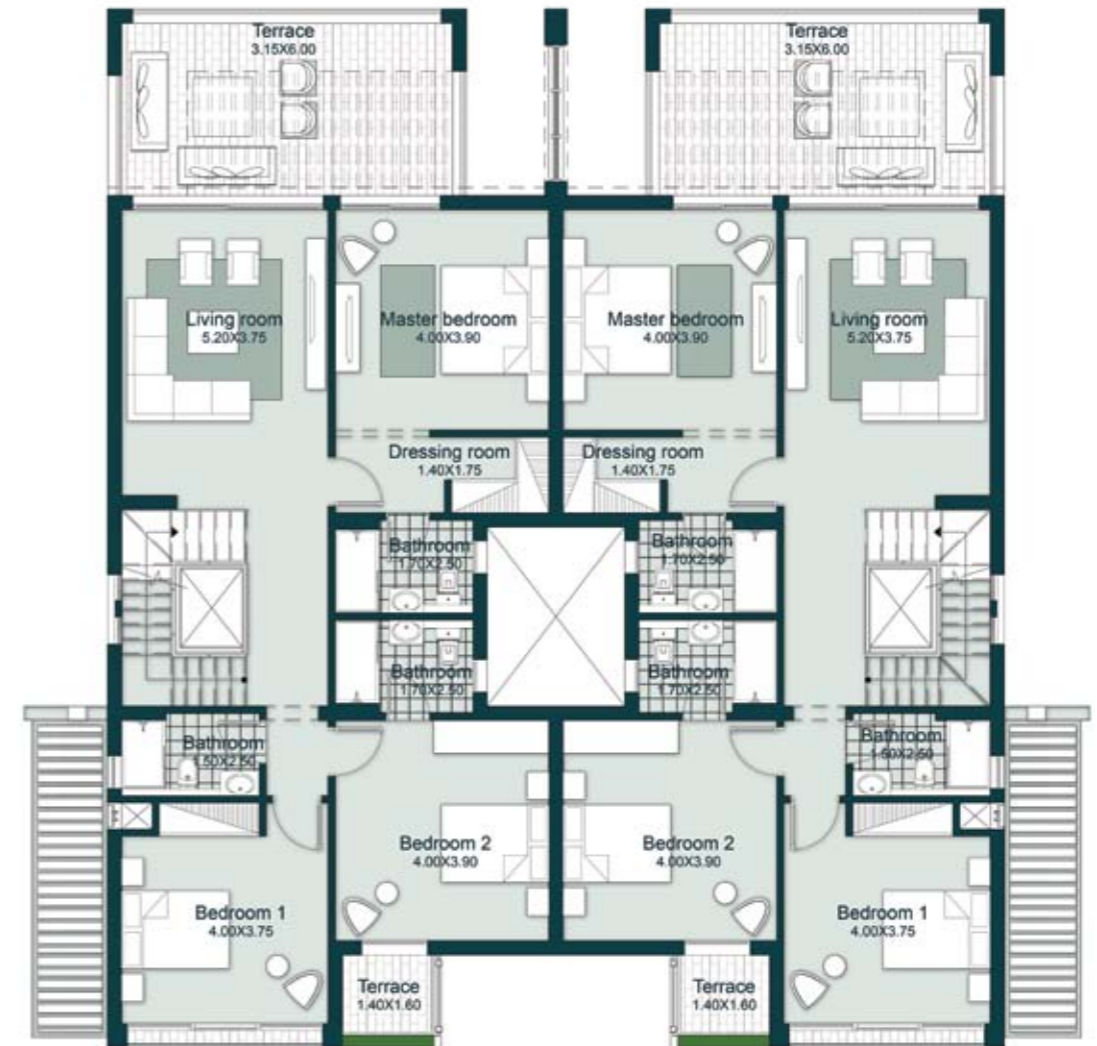 Terrace
3.15X6.00
Terrace
3.15X6.00
Living room
5.20X3.75
Master bedroom
4.00X3.90
Master bedroom
4.00X3.90
Living room
5.20X3.75
Dressing room
1.40X1.75
Dressing room
1.40X1.75
Bathroom
1.70X2.50
Bathroom
1.70X2.50
Bathroom
1.70X2.50
Bathroom
1.70X2.50
Bathroom
1.50X2.50
Bathroom
1.50X2.50
Bedroom 2
4.00X3.90
Bedroom 2
4.00X3.90
Bedroom 1
4.00X3.75
Bedroom 1
4.00X3.75
Terrace
1.40X1.60
Terrace
1.40X1.60